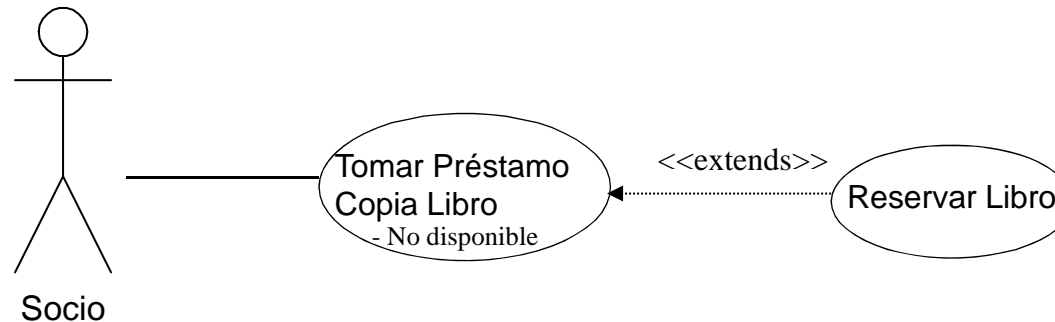 Tomar Préstamo
Copia Libro
- No disponible
<<extends>>
Reservar Libro
Socio